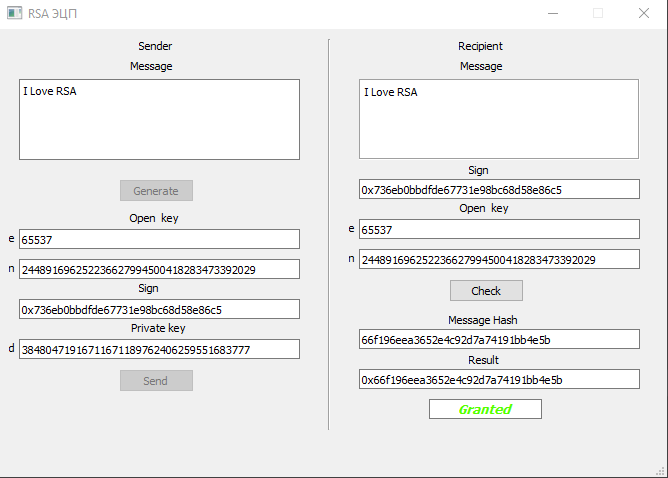 RSA ЭЦП
Sender
Message
I Love RSA
Generate
Open key
e 65537
n 244891696252236627994500418283473392029
Sign
0x736eb0bbdfde67731e98bc68d58e86c5
Private key
d 38480471916711671189762406259551683777
Send
Recipient
Message
I Love RSA
Sign
0x736eb0bbdfde67731e98bc68d58e86c5
Open key
e 65537
n 244891696252236627994500418283473392029
Check
Message Hash
66f196eea3652e4c92d7a74191bb4e5b
Result
0x66f196eea3652e4c92d7a74191bb4e5b
Granted